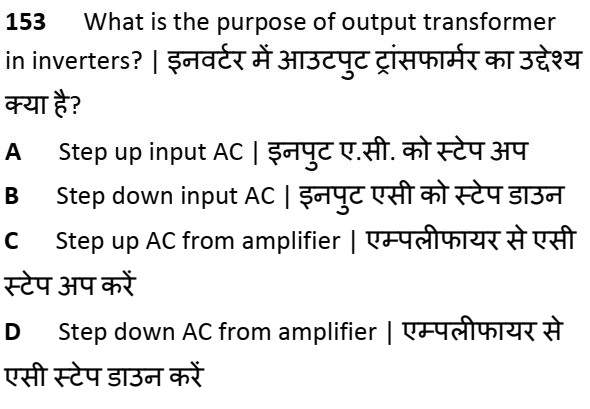 153 What is the purpose of output transformer
in inverters? | इनवर्टर में आउटपुट ट्रांसफार्मर का उद्देश्य
क्या है?
A Step up input AC | इनपुट ए.सी. को स्टेप अप
B Step down input AC | इनपुट एसी को स्टेप डाउन
C Step up AC from amplifier | एम्पलीफायर से एसी
स्टेप अप करें
D Step down AC from amplifier | एम्पलीफायर से
एसी स्टेप डाउन करें